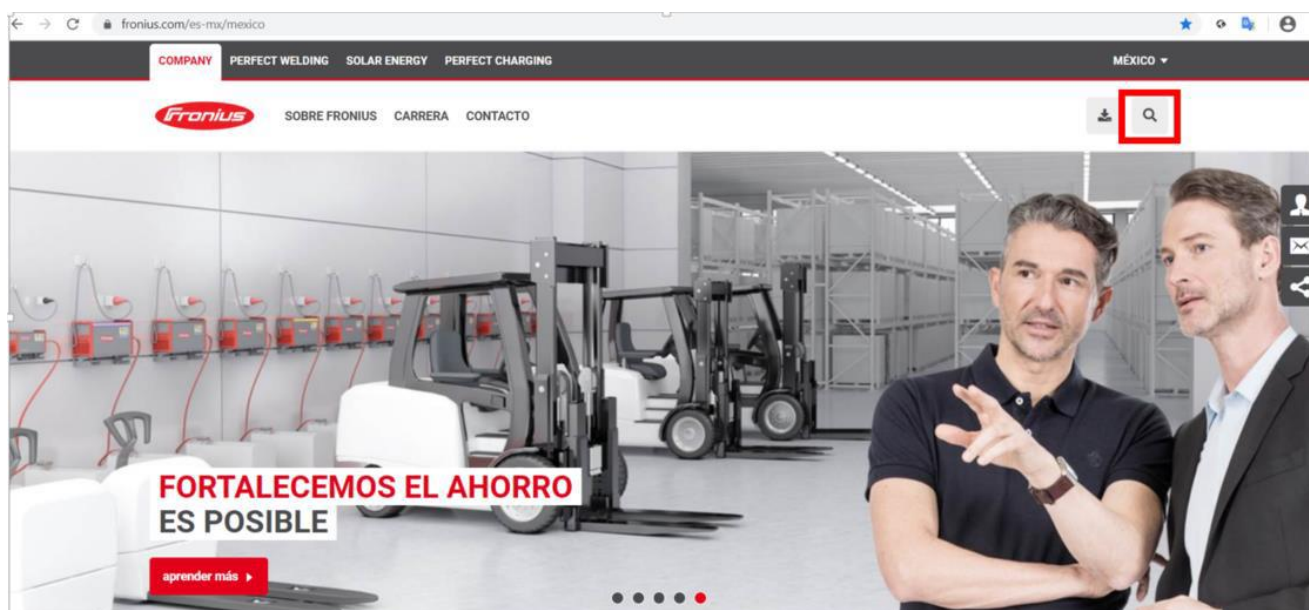 fronius.com/es-mx/mexico
COMPANY PERFECT WELDING SOLAR ENERGY PERFECT CHARGING MÉXICO
Fronius SOBRE FRONIUS CARRERA CONTACTO
FORTALECEMOS EL AHORRO
ES POSIBLE
aprender más